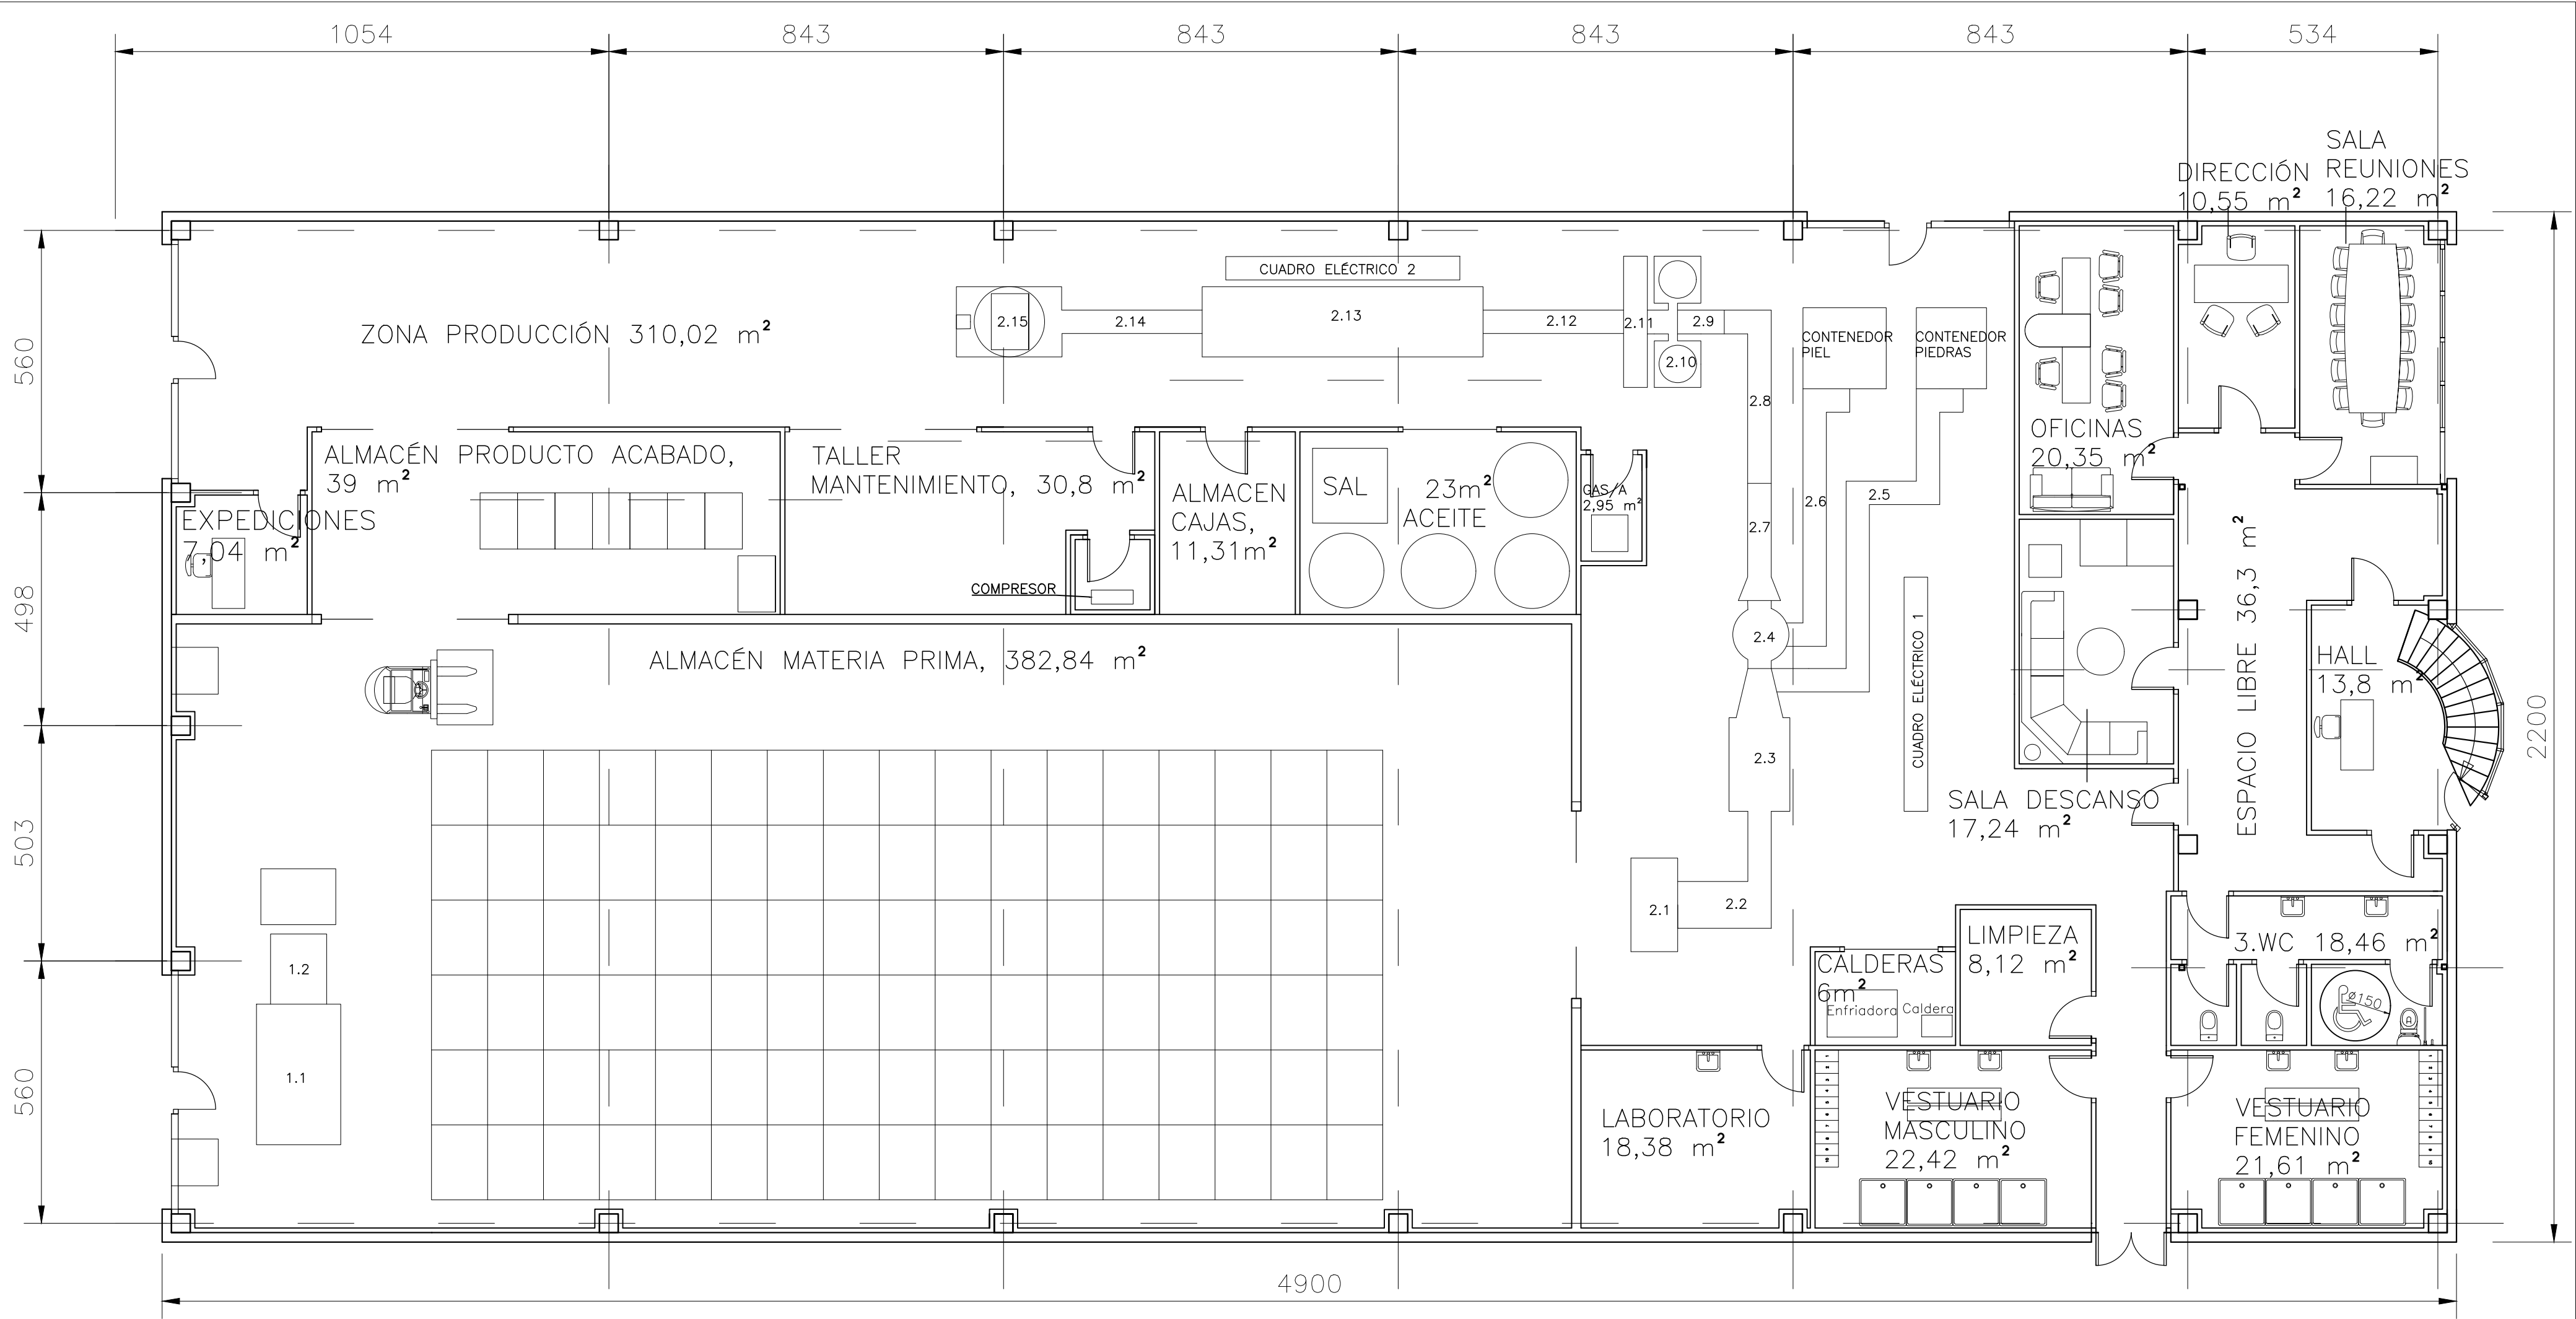 1054
843
843
843
843
534
SALA
REUNIONES
16,22 m²
DIRECCIÓN
10,55 m²
CUADRO ELÉCTRICO 2
ZONA PRODUCCIÓN 310,02 m²
2.15
2.14
2.13
2.12
2.11
2.9
2.10
CONTENEDOR
PIEL
CONTENEDOR
PIEDRAS
560
2.8
OFICINAS
20,35 m²
ALMACÉN PRODUCTO ACABADO,
39 m²
TALLER
MANTENIMIENTO, 30,8 m²
ALMACEN
CAJAS,
11,31m²
SAL
23m²
ACEITE
GAS/A
2,95 m²
2.6
2.5
2.7
EXPEDICIONES
7,04 m²
COMPRESOR
498
2.4
ALMACÉN MATERIA PRIMA, 382,84 m²
CUADRO ELÉCTRICO 1
ESPACIO LIBRE 36,3 m²
HALL
13,8 m²
2200
2.3
SALA DESCANSO
17,24 m²
503
2.1
2.2
LIMPIEZA
8,12 m²
3.WC 18,46 m²
CALDERAS
6m²
Enfriadora
Caldera
ø150
1.2
1.1
560
LABORATORIO
18,38 m²
VESTUARIO
MASCULINO
22,42 m²
VESTUARIO
FEMENINO
21,61 m²
4900